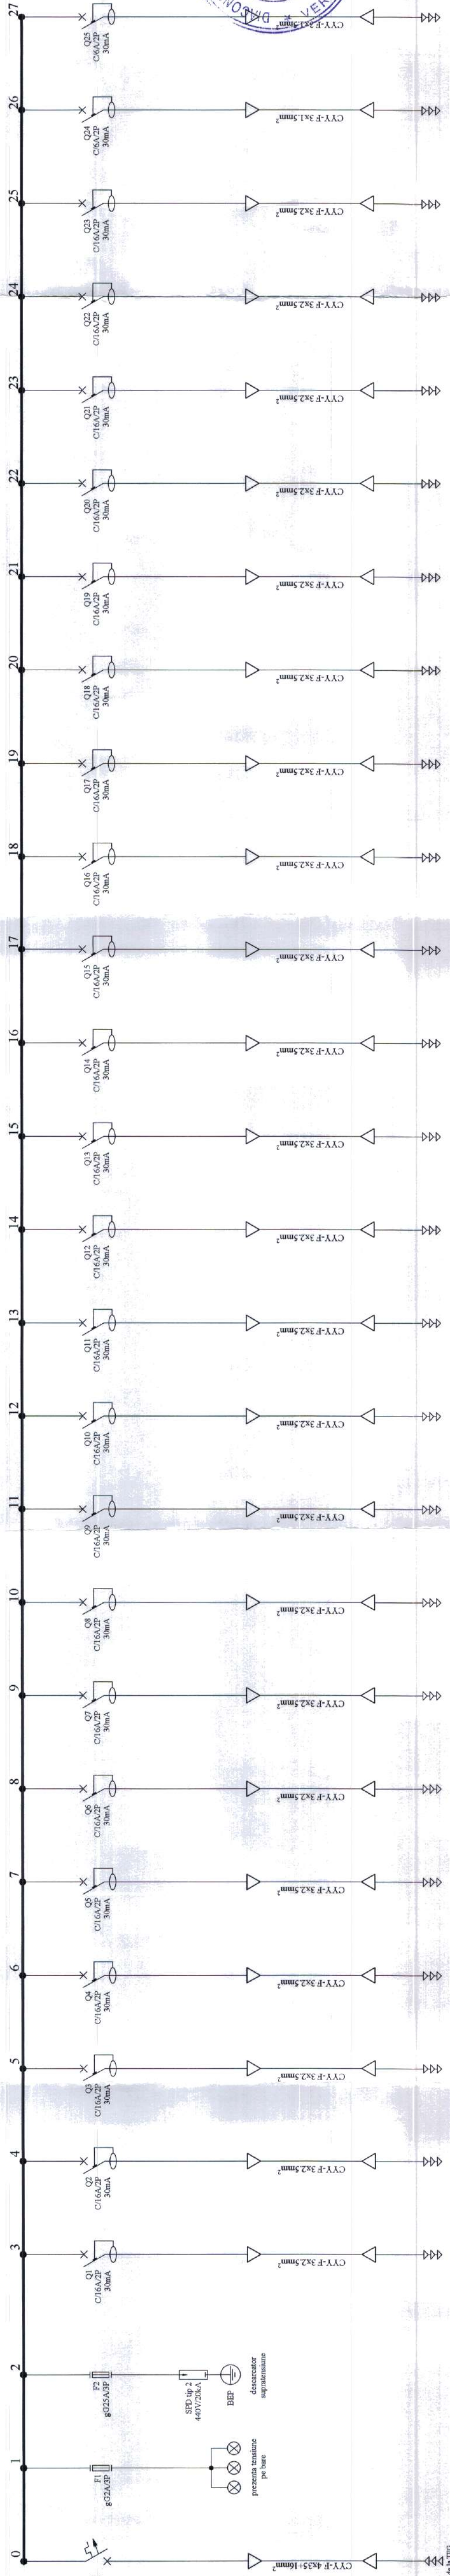 0
CYY-F 4x35+16mm²
1
F1
gG2A/3P
prezenta tensiune
pe bare
2
F2
gG25A/3P
SPD tip 2
440V/20kA
BEP
descarcator
supratensiune
3
Q1
C/16A/2P
30mA
CYY-F 3x2.5mm²
4
Q2
C/16A/2P
30mA
CYY-F 3x2.5mm²
5
Q3
C/16A/2P
30mA
CYY-F 3x2.5mm²
6
Q4
C/16A/2P
30mA
CYY-F 3x2.5mm²
7
Q5
C/16A/2P
30mA
CYY-F 3x2.5mm²
8
Q6
C/16A/2P
30mA
CYY-F 3x2.5mm²
9
Q7
C/16A/2P
30mA
CYY-F 3x2.5mm²
10
Q8
C/16A/2P
30mA
CYY-F 3x2.5mm²
11
Q9
C/16A/2P
30mA
CYY-F 3x2.5mm²
12
Q10
C/16A/2P
30mA
CYY-F 3x2.5mm²
13
Q11
C/16A/2P
30mA
CYY-F 3x2.5mm²
14
Q12
C/16A/2P
30mA
CYY-F 3x2.5mm²
15
Q13
C/16A/2P
30mA
CYY-F 3x2.5mm²
16
Q14
C/16A/2P
30mA
CYY-F 3x2.5mm²
17
Q15
C/16A/2P
30mA
CYY-F 3x2.5mm²
18
Q16
C/16A/2P
30mA
CYY-F 3x2.5mm²
19
Q17
C/16A/2P
30mA
CYY-F 3x2.5mm²
20
Q18
C/16A/2P
30mA
CYY-F 3x2.5mm²
21
Q19
C/16A/2P
30mA
CYY-F 3x2.5mm²
22
Q20
C/16A/2P
30mA
CYY-F 3x2.5mm²
23
Q21
C/16A/2P
30mA
CYY-F 3x2.5mm²
24
Q22
C/16A/2P
30mA
CYY-F 3x2.5mm²
25
Q23
C/16A/2P
30mA
CYY-F 3x2.5mm²
26
Q24
C/6A/2P
30mA
CYY-F 3x1.5mm²
27
Q25
C/6A/2P
30mA
CYY-F 3x1.5mm²